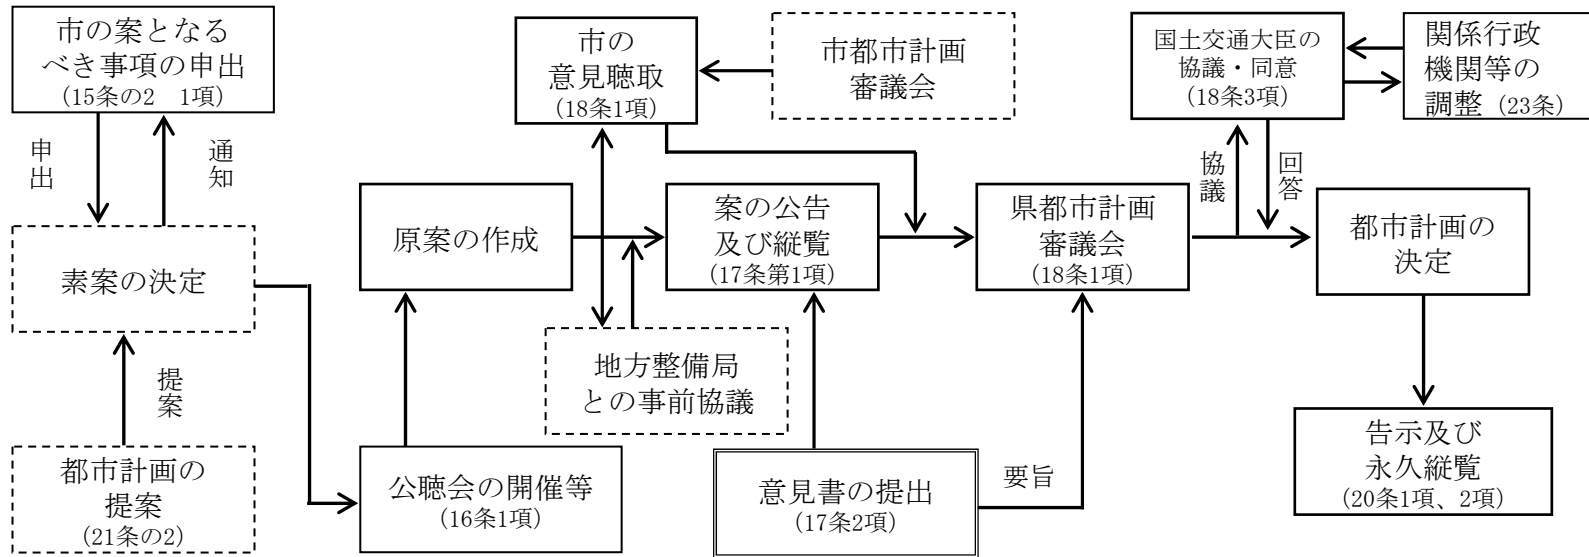 市の案となる
べき事項の申出
(15条の2 1項)
申出
通知
素案の決定
提案
都市計画の
提案
(21条の2)
市の
意見聴取
(18条1項)
市都市計画
審議会
原案の作成
案の公告
及び縦覧
(17条第1項)
地方整備局
との事前協議
公聴会の開催等
(16条1項)
意見書の提出
(17条2項)
要旨
県都市計画
審議会
(18条1項)
国土交通大臣の
協議・同意
(18条3項)
関係行政
機関等の
調整(23条)
協議
回答
都市計画の
決定
告示及び
永久縦覧
(20条1項、2項)